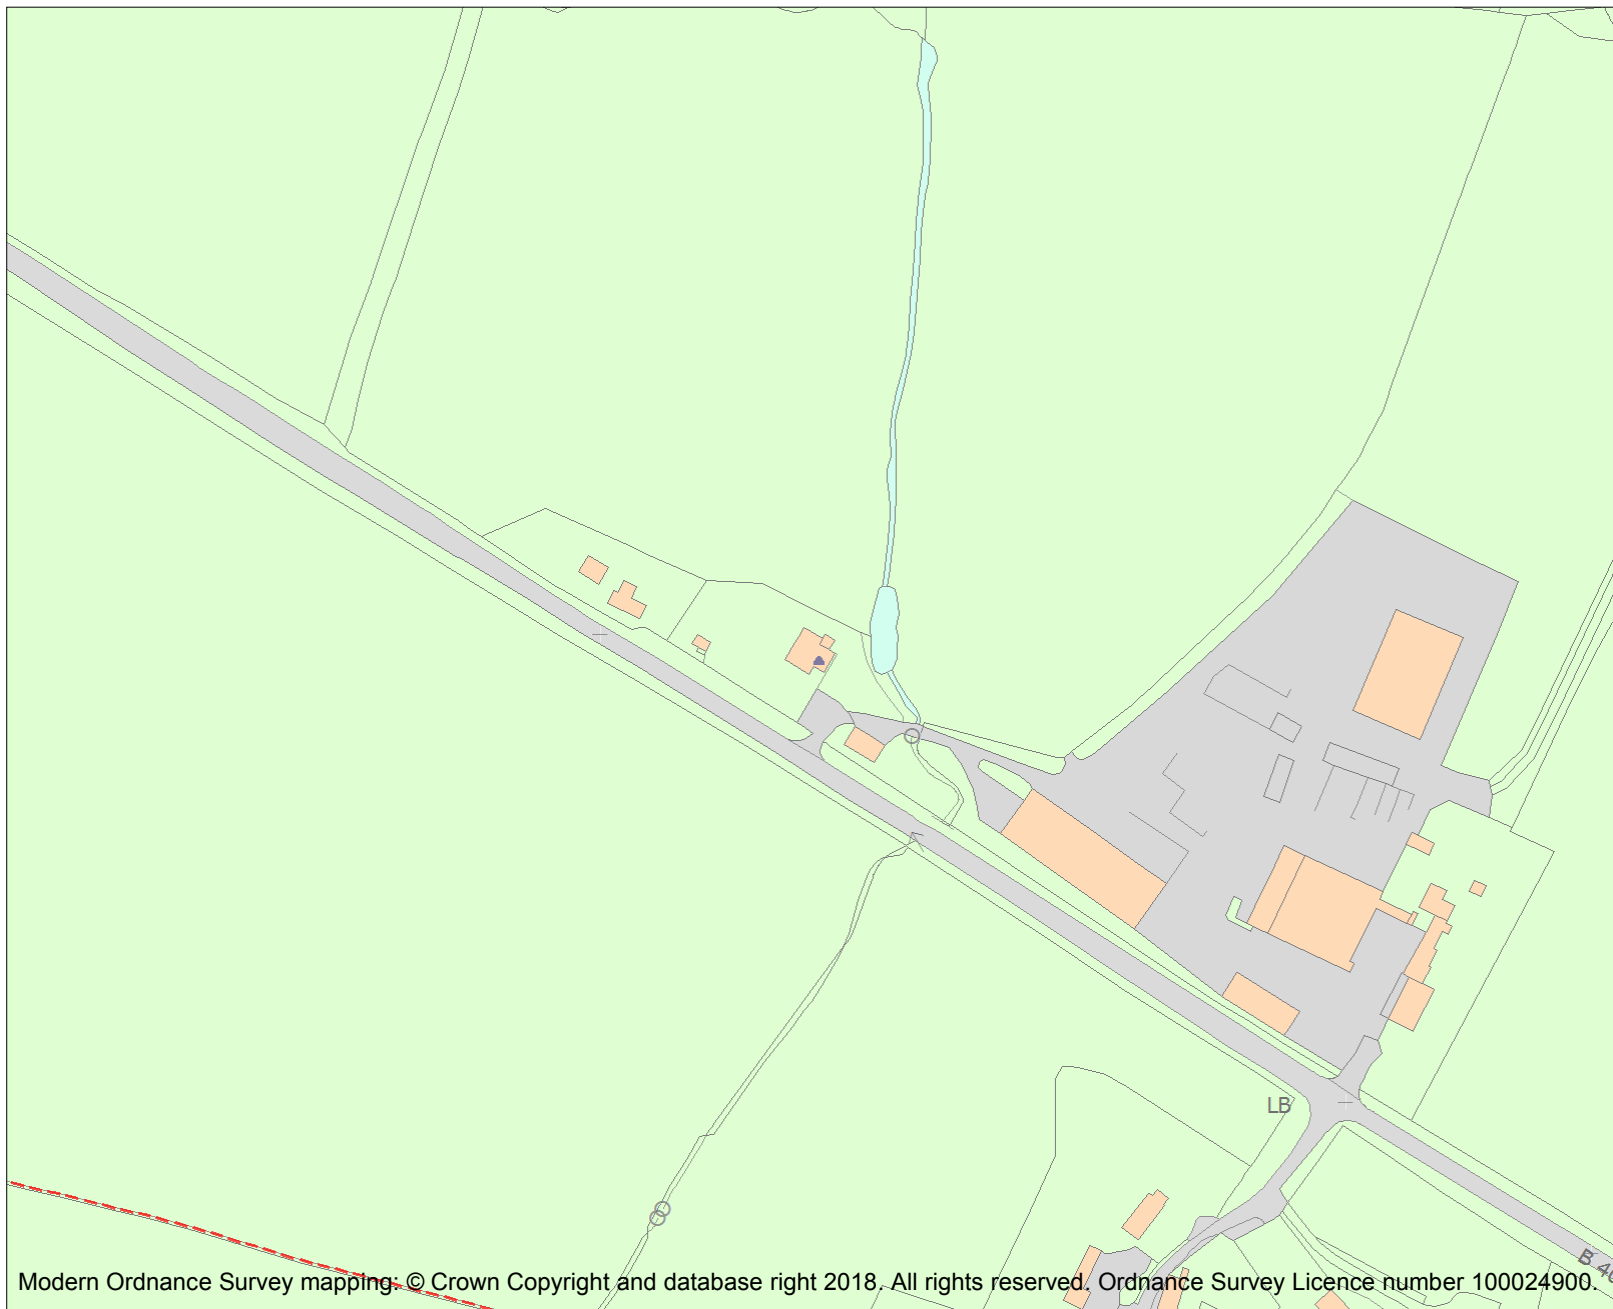 LB
B 4
Modern Ordnance Survey mapping: © Crown Copyright and database right 2018. All rights reserved. Ordnance Survey Licence number 100024900.